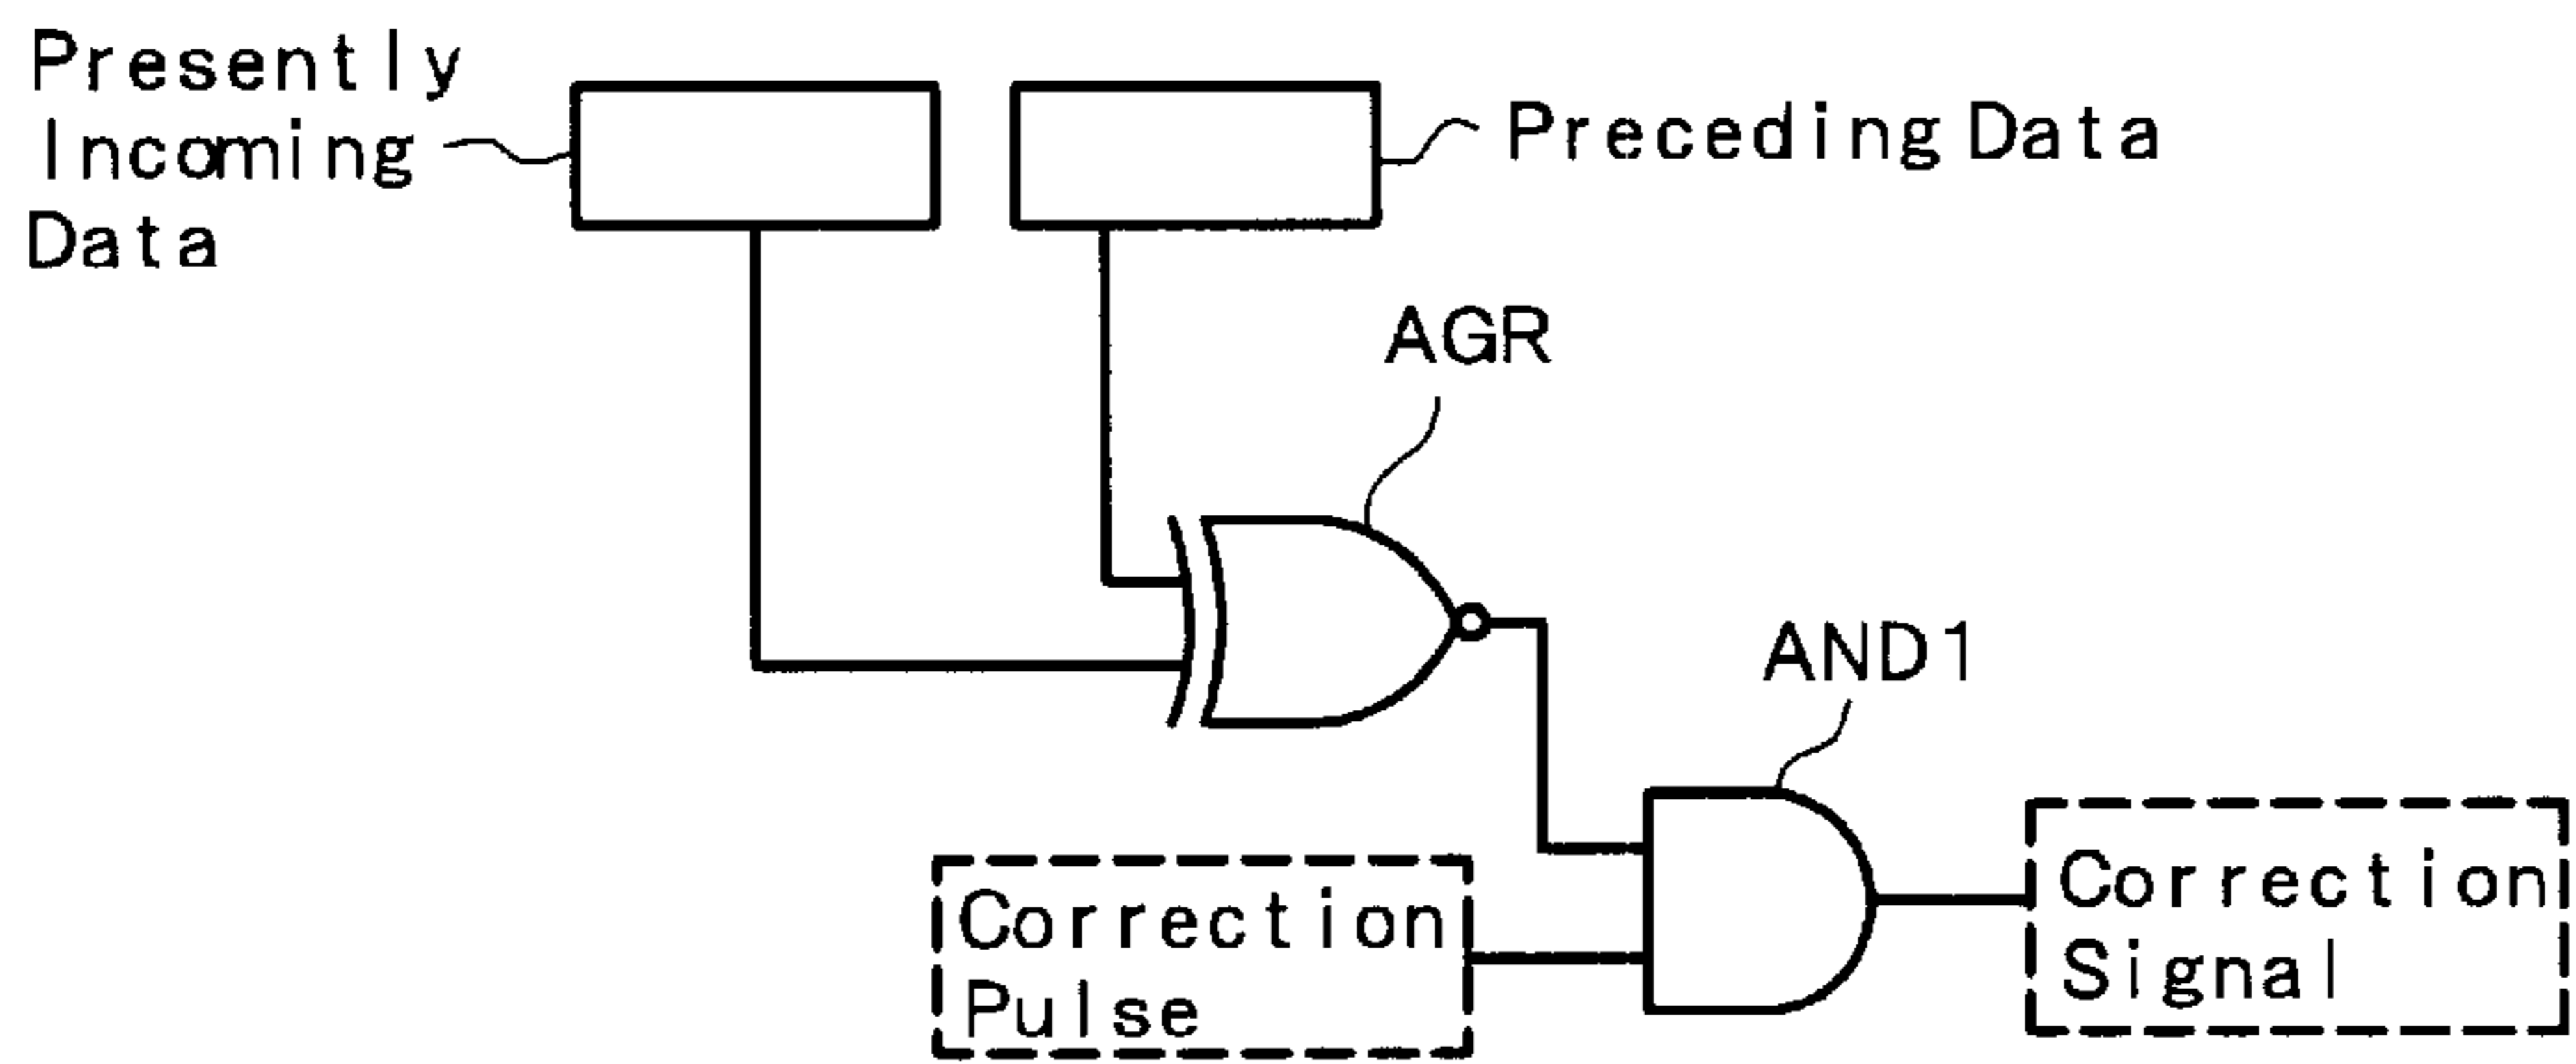 Presently
Incoming
Data
Preceding Data
AGR
AND1
Correction
Pulse
Correction
Signal